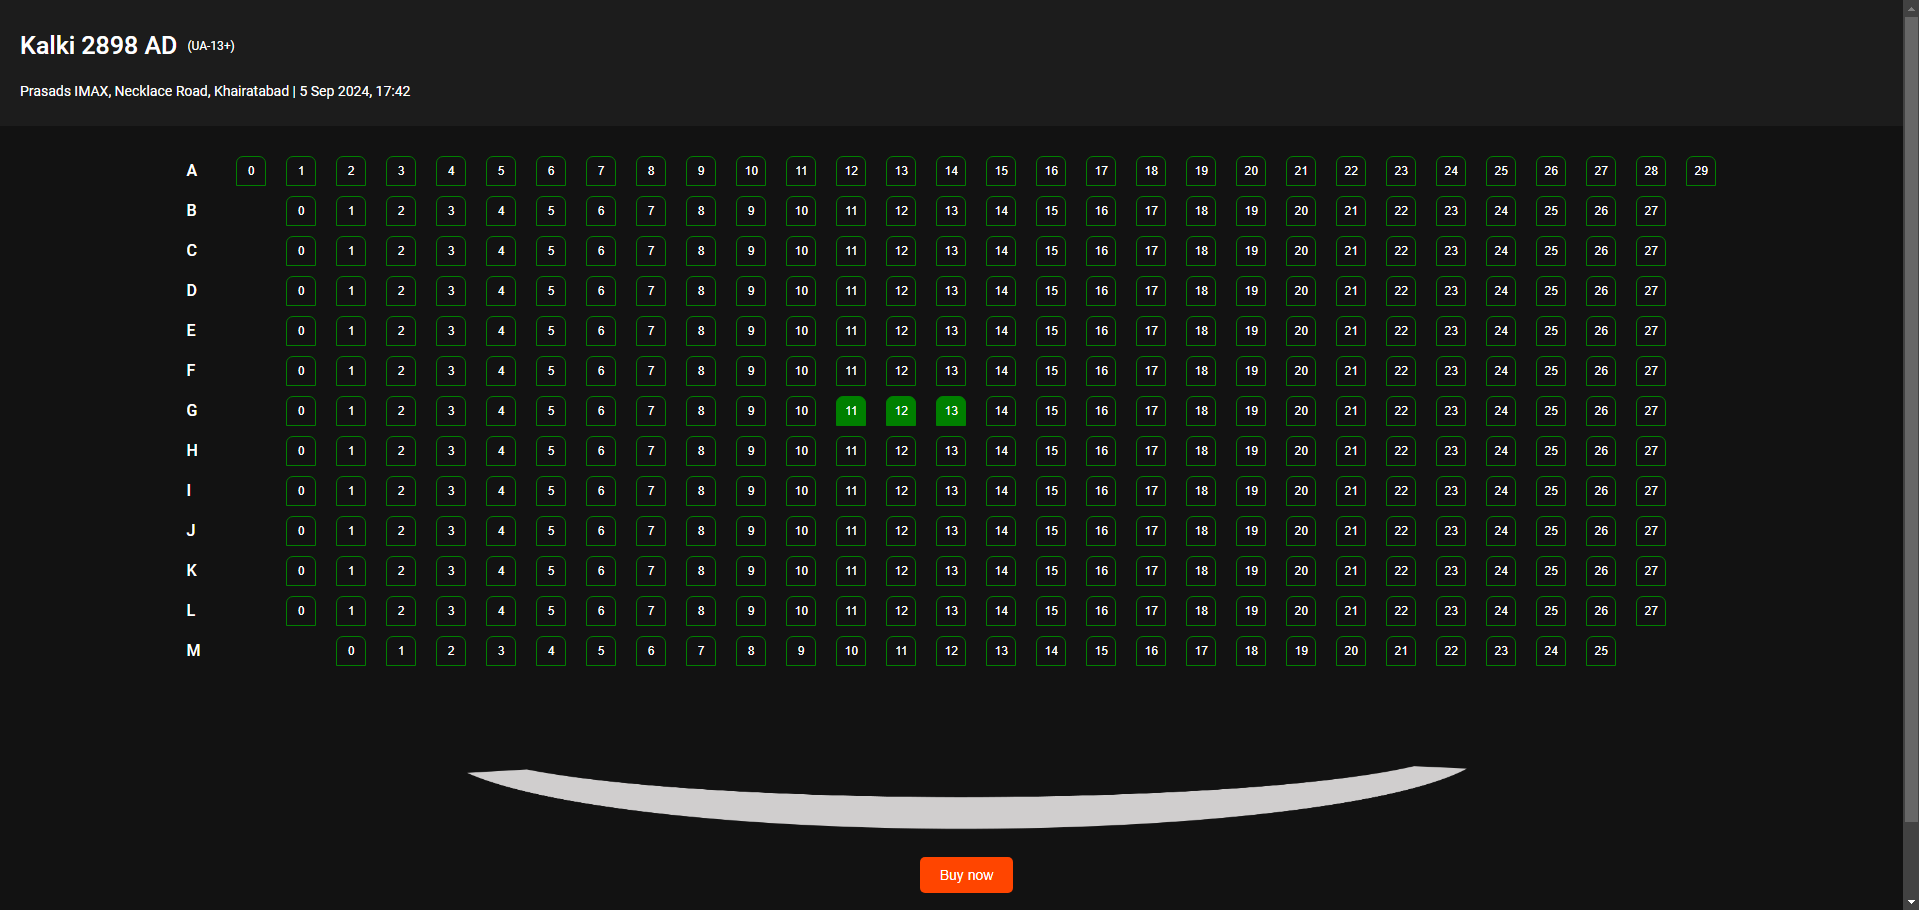 Kalki 2898 AD (UA-13+)
Prasads IMAX, Necklace Road, Khairatabad | 5 Sep 2024, 17:42
A 0 1 2 3 4 5 6 7 8 9 10 11 12 13 14 15 16 17 18 19 20 21 22 23 24 25 26 27 28 29
B 0 1 2 3 4 5 6 7 8 9 10 11 12 13 14 15 16 17 18 19 20 21 22 23 24 25 26 27
C 0 1 2 3 4 5 6 7 8 9 10 11 12 13 14 15 16 17 18 19 20 21 22 23 24 25 26 27
D 0 1 2 3 4 5 6 7 8 9 10 11 12 13 14 15 16 17 18 19 20 21 22 23 24 25 26 27
E 0 1 2 3 4 5 6 7 8 9 10 11 12 13 14 15 16 17 18 19 20 21 22 23 24 25 26 27
F 0 1 2 3 4 5 6 7 8 9 10 11 12 13 14 15 16 17 18 19 20 21 22 23 24 25 26 27
G 0 1 2 3 4 5 6 7 8 9 10 11 12 13 14 15 16 17 18 19 20 21 22 23 24 25 26 27
H 0 1 2 3 4 5 6 7 8 9 10 11 12 13 14 15 16 17 18 19 20 21 22 23 24 25 26 27
I 0 1 2 3 4 5 6 7 8 9 10 11 12 13 14 15 16 17 18 19 20 21 22 23 24 25 26 27
J 0 1 2 3 4 5 6 7 8 9 10 11 12 13 14 15 16 17 18 19 20 21 22 23 24 25 26 27
K 0 1 2 3 4 5 6 7 8 9 10 11 12 13 14 15 16 17 18 19 20 21 22 23 24 25 26 27
L 0 1 2 3 4 5 6 7 8 9 10 11 12 13 14 15 16 17 18 19 20 21 22 23 24 25 26 27
M 0 1 2 3 4 5 6 7 8 9 10 11 12 13 14 15 16 17 18 19 20 21 22 23 24 25
Buy now